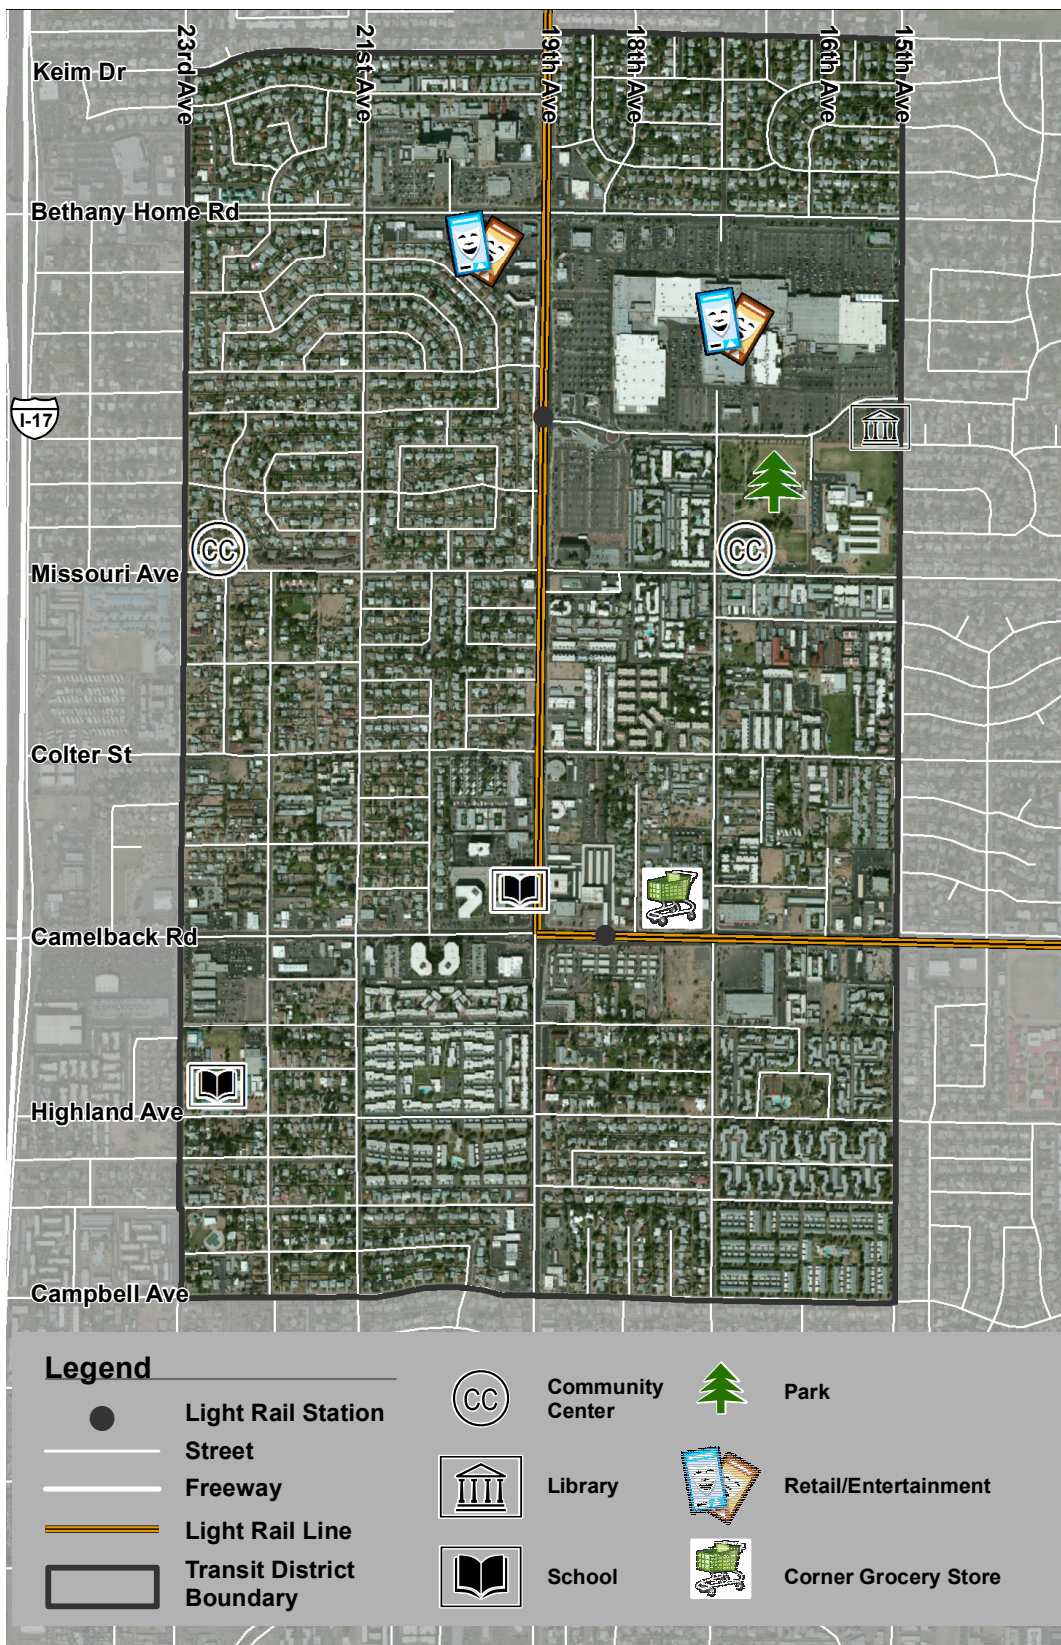 23rd Ave
21st Ave
19th Ave
18th Ave
16th Ave
15th Ave
Keim Dr
Bethany Home Rd
I-17
CC
CC
Missouri Ave
Colter St
Camelback Rd
Highland Ave
Campbell Ave
Legend
Light Rail Station
Street
Freeway
Light Rail Line
Transit District
Boundary
CC
Community
Center
Library
School
Park
Retail/Entertainment
Corner Grocery Store